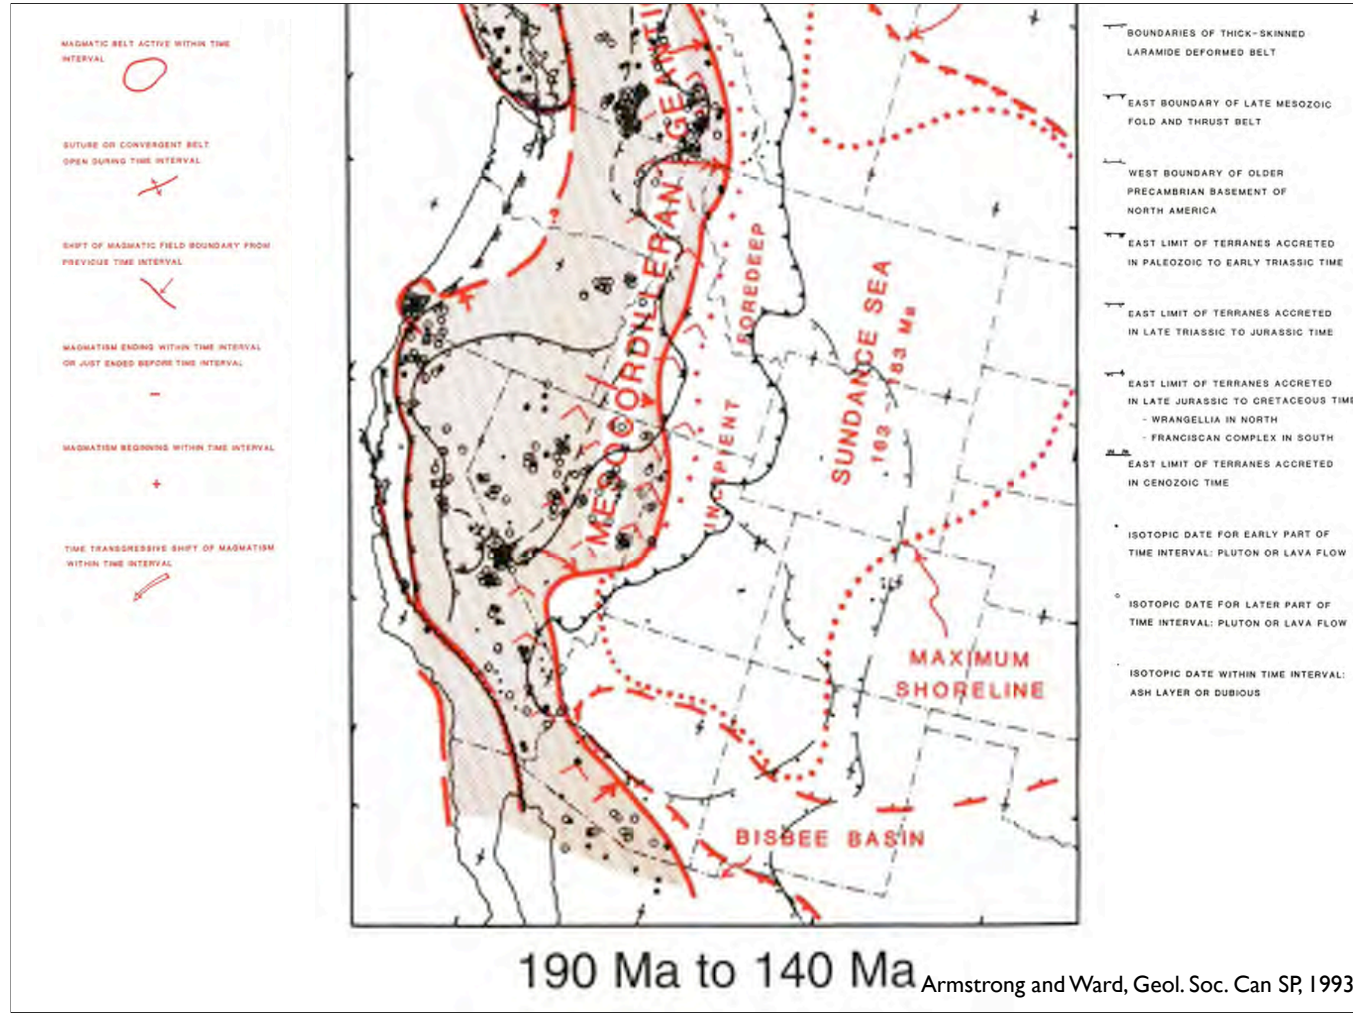 MAGMATIC BELT ACTIVE WITHIN TIME
INTERVAL
SUTURE OR CONVERGENT BELT
OPEN DURING TIME INTERVAL
SHIFT OF MAGMATIC FIELD BOUNDARY FROM
PREVIOUS TIME INTERVAL
MAGMATISM ENDING WITHIN TIME INTERVAL
OR JUST ENDED BEFORE TIME INTERVAL
MAGMATISM BEGINNING WITHIN TIME INTERVAL
TIME TRANSGRESSIVE SHIFT OF MAGMATISM
WITHIN TIME INTERVAL
MESOCORDILLERAN GEANTI
FOREDEEP
INCIPIENT
SUNDANCE SEA
163 - 183 Ma
MAXIMUM
SHORELINE
BISBEE BASIN
BOUNDARIES OF THICK-SKINNED
LARAMIDE DEFORMED BELT
EAST BOUNDARY OF LATE MESOZOIC
FOLD AND THRUST BELT
WEST BOUNDARY OF OLDER
PRECAMBRIAN BASEMENT OF
NORTH AMERICA
EAST LIMIT OF TERRANES ACCRETED
IN PALEOZOIC TO EARLY TRIASSIC TIME
EAST LIMIT OF TERRANES ACCRETED
IN LATE TRIASSIC TO JURASSIC TIME
EAST LIMIT OF TERRANES ACCRETED
IN LATE JURASSIC TO CRETACEOUS TIME
- WRANGELLIA IN NORTH
- FRANCISCAN COMPLEX IN SOUTH
EAST LIMIT OF TERRANES ACCRETED
IN CENOZOIC TIME
ISOTOPIC DATE FOR EARLY PART OF
TIME INTERVAL: PLUTON OR LAVA FLOW
ISOTOPIC DATE FOR LATER PART OF
TIME INTERVAL: PLUTON OR LAVA FLOW
ISOTOPIC DATE WITHIN TIME INTERVAL:
ASH LAYER OR DUBIOUS
190 Ma to 140 Ma
Armstrong and Ward, Geol. Soc. Can SP, 1993